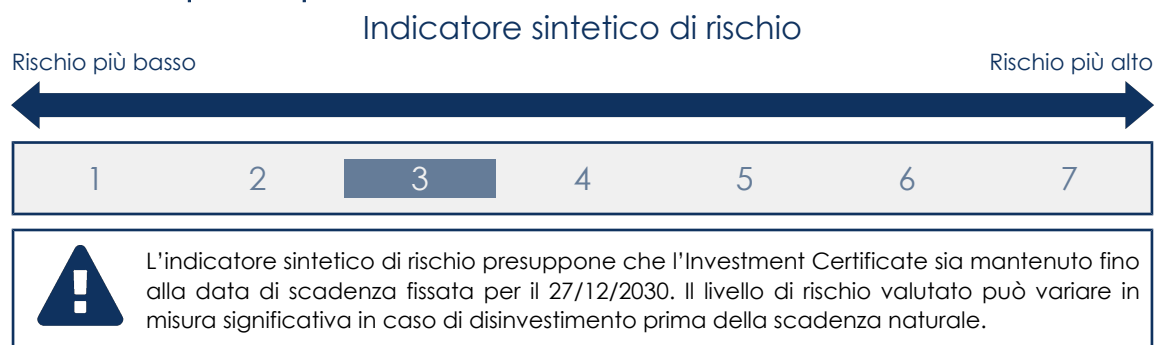 Indicatore sintetico di rischio
Rischio più basso
Rischio più alto
1 2 3 4 5 6 7
L'indicatore sintetico di rischio presuppone che l'Investment Certificate sia mantenuto fino
alla data di scadenza fissata per il 27/12/2030. Il livello di rischio valutato può variare in
misura significativa in caso di disinvestimento prima della scadenza naturale.